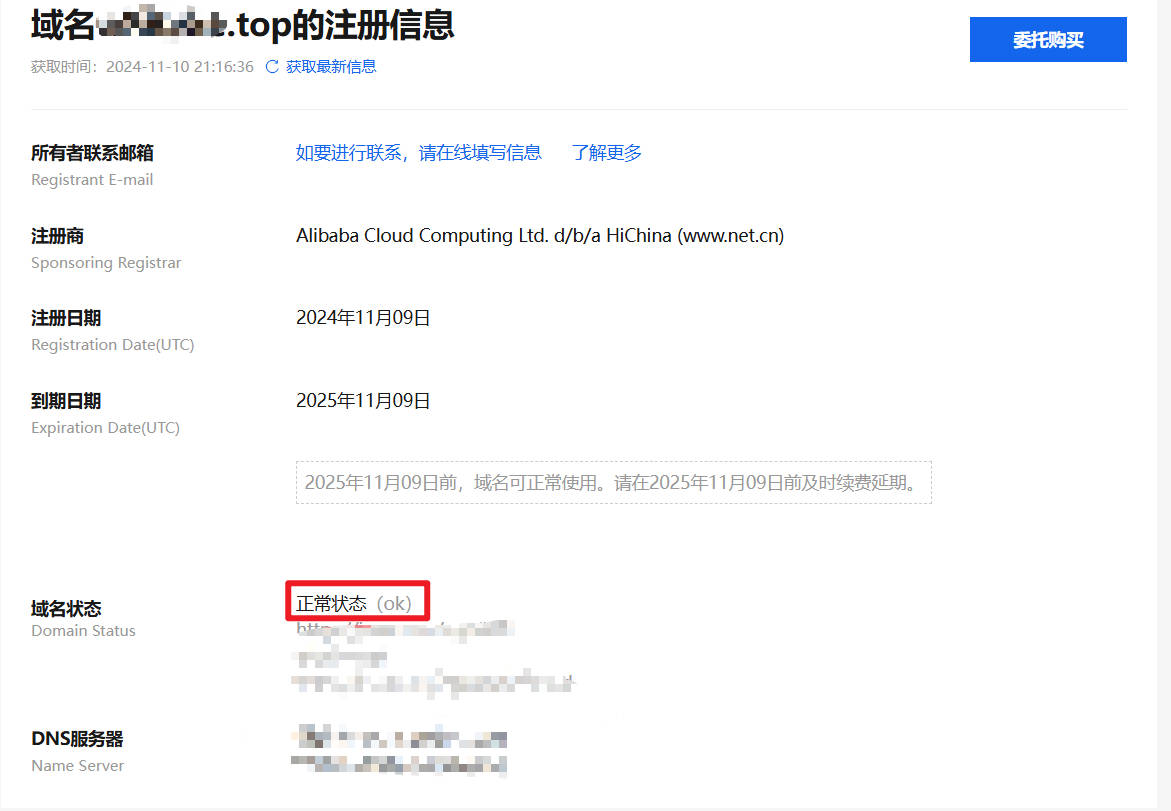 域名
.top的注册信息
委托购买
获取时间：2024-11-10 21:16:36 获取最新信息
所有者联系邮箱 如要进行联系，请在线填写信息 了解更多
Registrant E-mail
注册商 Alibaba Cloud Computing Ltd. d/b/a HiChina (www.net.cn)
Sponsoring Registrar
注册日期 2024年11月09日
Registration Date(UTC)
到期日期 2025年11月09日
Expiration Date(UTC)
2025年11月09日前，域名可正常使用。请在2025年11月09日前及时续费延期。
域名状态 正常状态（ok）
Domain Status
DNS服务器
Name Server